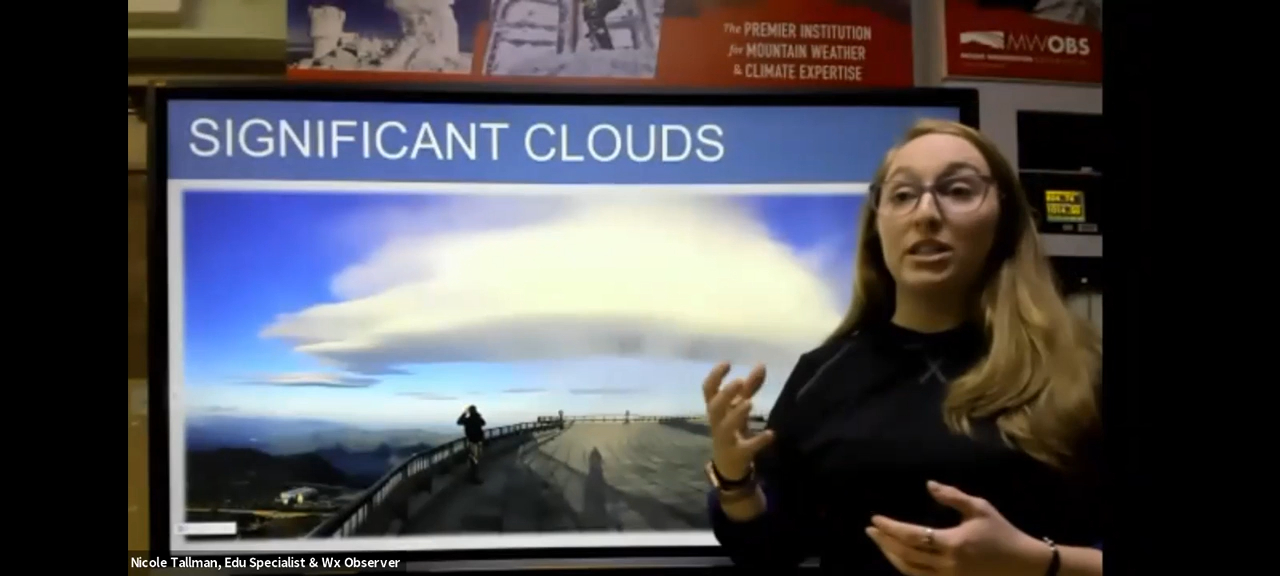 The PREMIER INSTITUTION
for MOUNTAIN WEATHER
& CLIMATE EXPERTISE
MWOBS
SIGNIFICANT CLOUDS
Nicole Tallman, Edu Specialist & Wx Observer